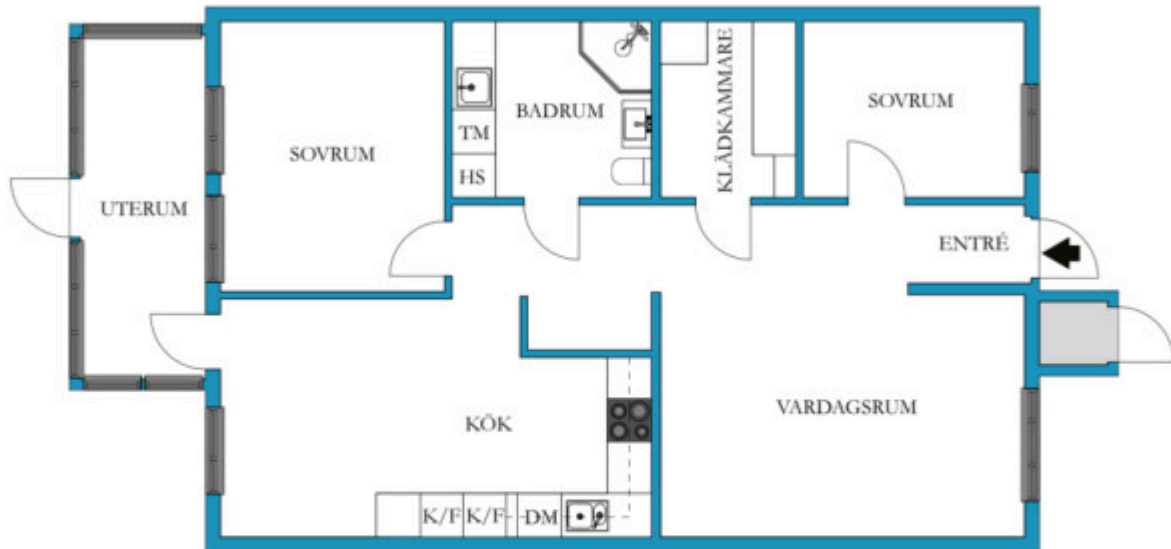 SOVRUM
BADRUM
TM
HS
KLÄDKAMMARE
SOVRUM
UTERUM
ENTRÉ
KÖK
VARDAGSRUM
K/F K/F DM